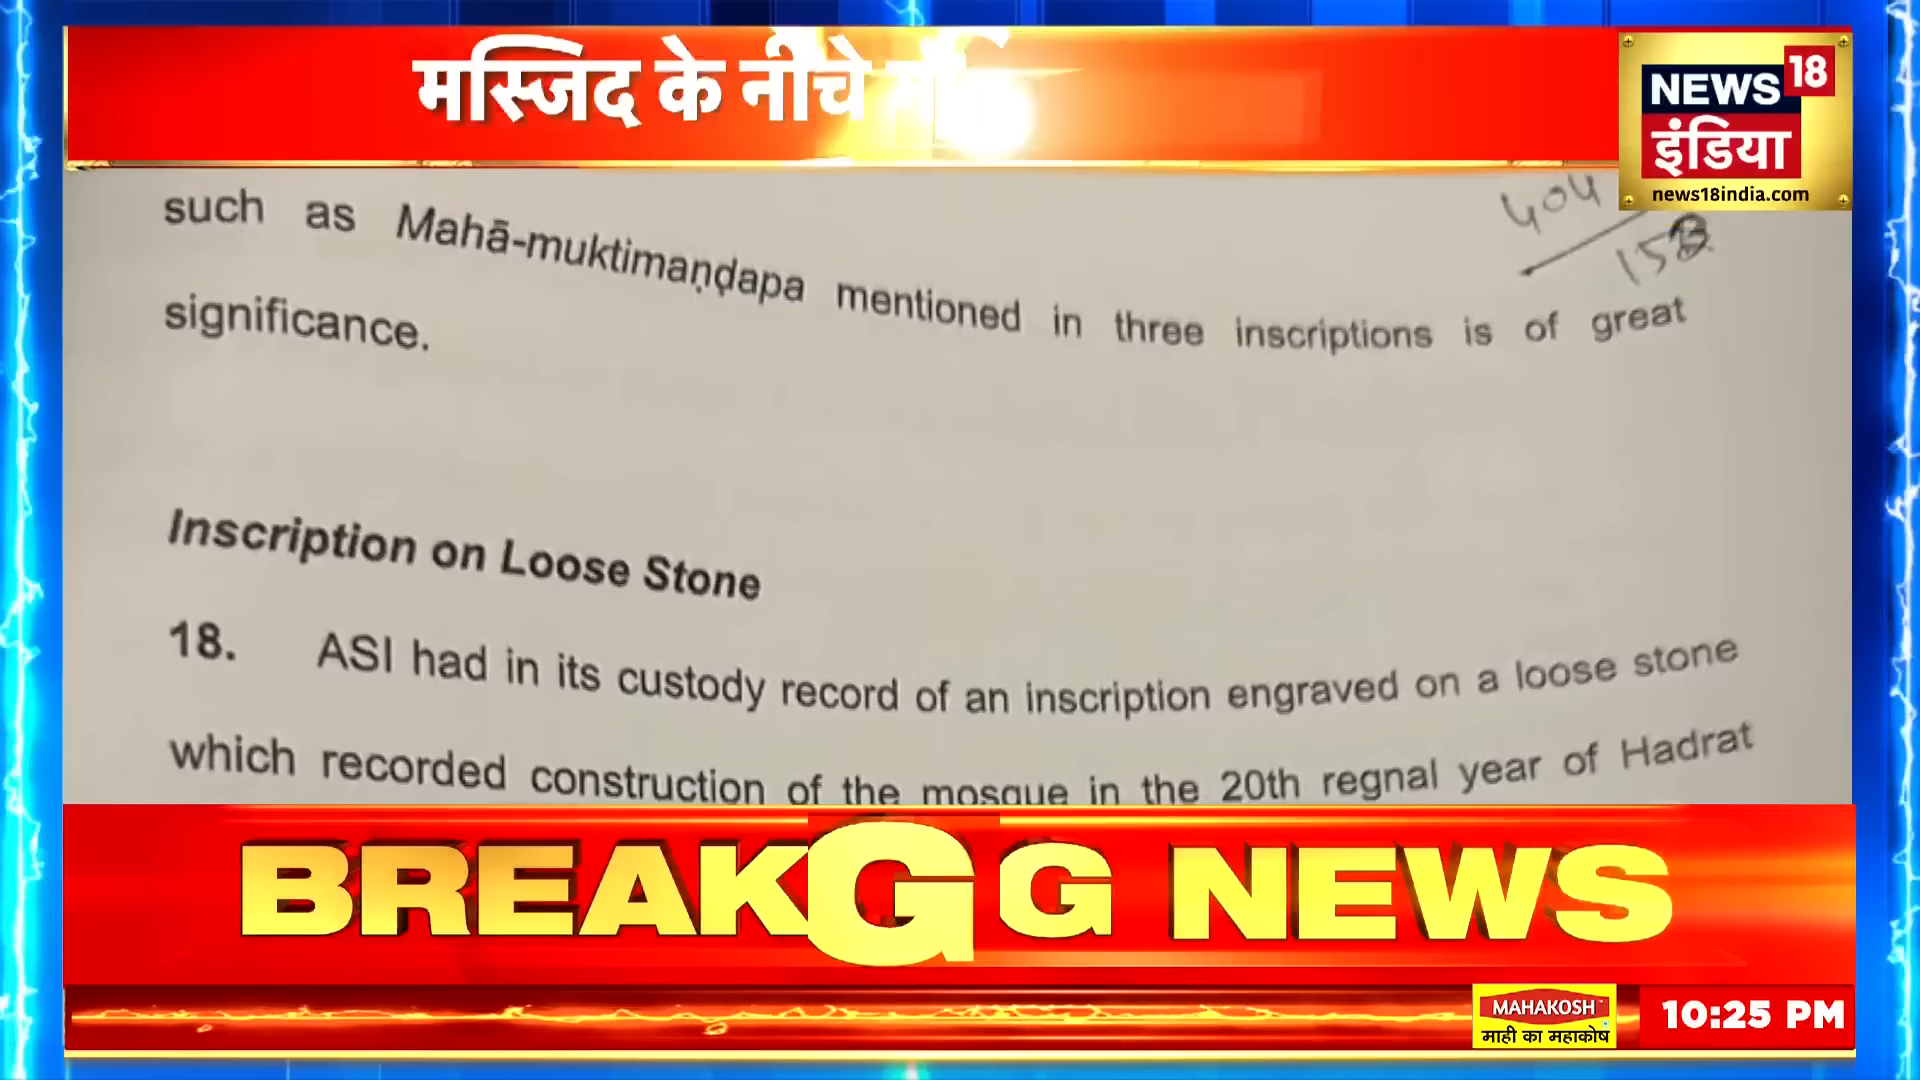 मस्जिद के नीचे
NEWS 18
इंडिया
news18india.com
404
153
such as Mahā-muktimaṇḍapa mentioned in three inscriptions is of great
significance.
Inscription on Loose Stone
18. ASI had in its custody record of an inscription engraved on a loose stone
which recorded construction of the mosque in the 20th regnal year of Hadrat
BREAKGG NEWS
MAHAKOSH
माही का महाकोष
10:25 PM